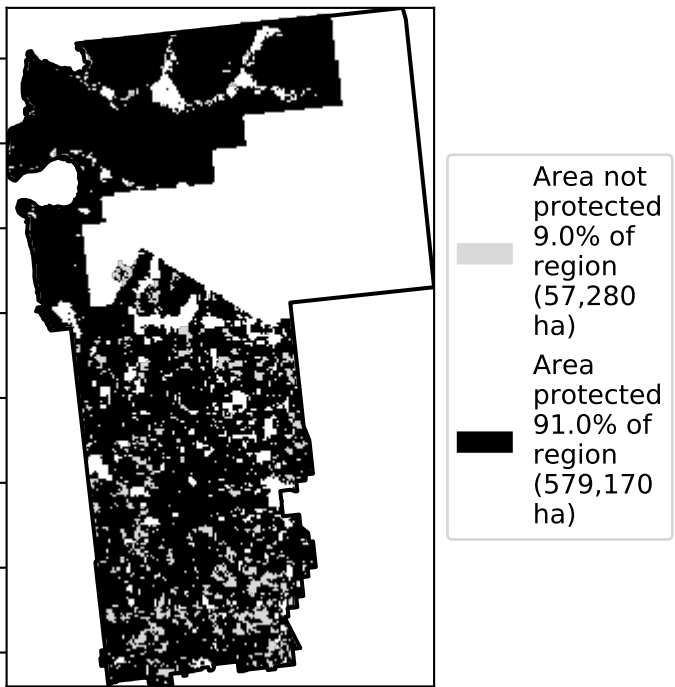 Area not
protected
9.0% of
region
(57,280
ha)
Area
protected
91.0% of
region
(579,170
ha)